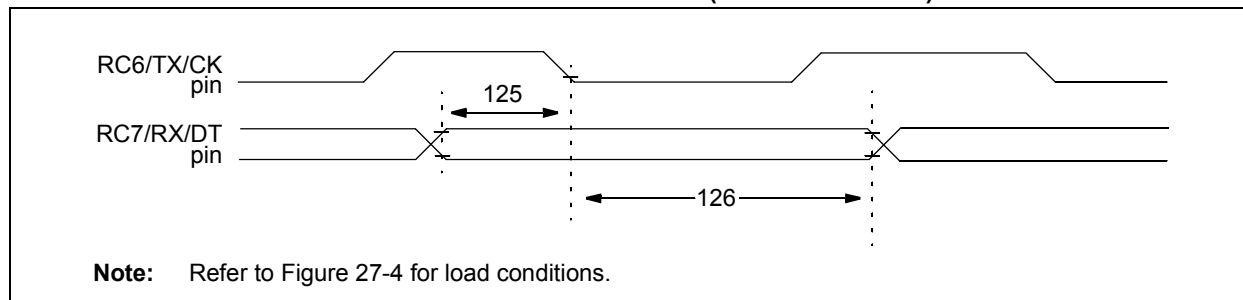 RC6/TX/CK
pin
125
RC7/RX/DT
pin
126
Note: Refer to Figure 27-4 for load conditions.